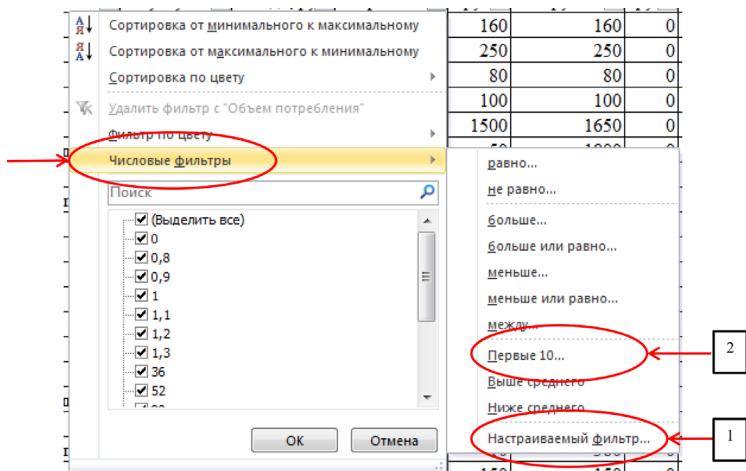 Сортировка от минимального к максимальному
Сортировка от максимального к минимальному
Сортировка по цвету
Удалить фильтр с "Объем потребления"
Фильтр по цвету
Числовые фильтры
Поиск
(Выделить все)
0
0,8
0,9
1
1,1
1,2
1,3
36
52
ОК
Отмена
160 160 0
250 250 0
80 80 0
100 100 0
1500 1650 0
равно...
не равно...
больше...
больше или равно...
меньше...
меньше или равно...
между...
Первые 10...
Выше среднего
Ниже среднего
Настраиваемый фильтр...
2
1